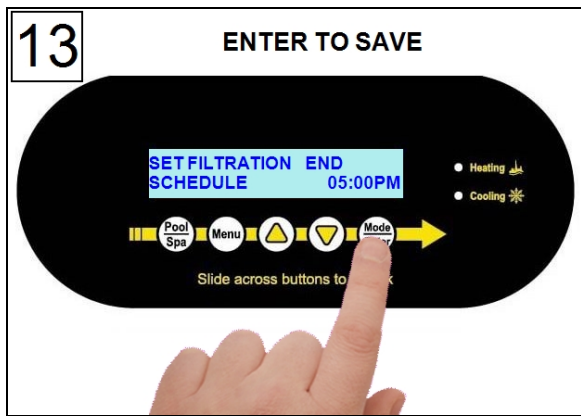 13
ENTER TO SAVE
SET FILTRATION END
SCHEDULE 05:00PM
Heating
Cooling
Pool
Spa
Menu
Mode
Slide across buttons to